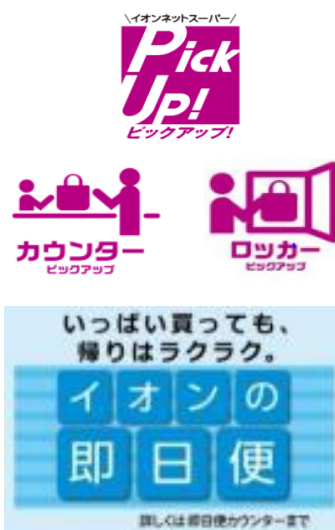 \イオンネットスーパー/
Pick
Up!
ピックアップ!
カウンター
ピックアップ
ロッカー
ピックアップ
いっぱい買っても、
帰りはラクラク。
イオンの
即日便
詳しくは即日便カウンターまで